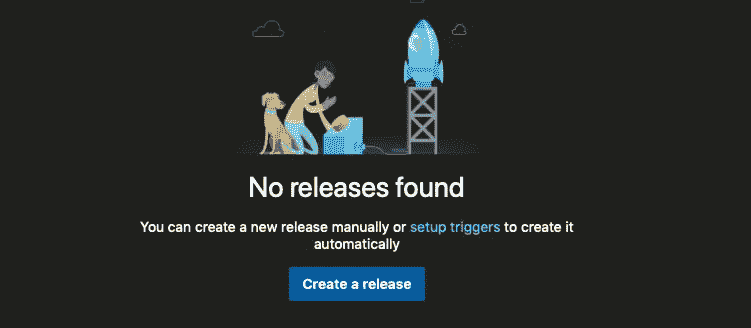 No releases found
You can create a new release manually or setup triggers to create it
automatically
Create a release